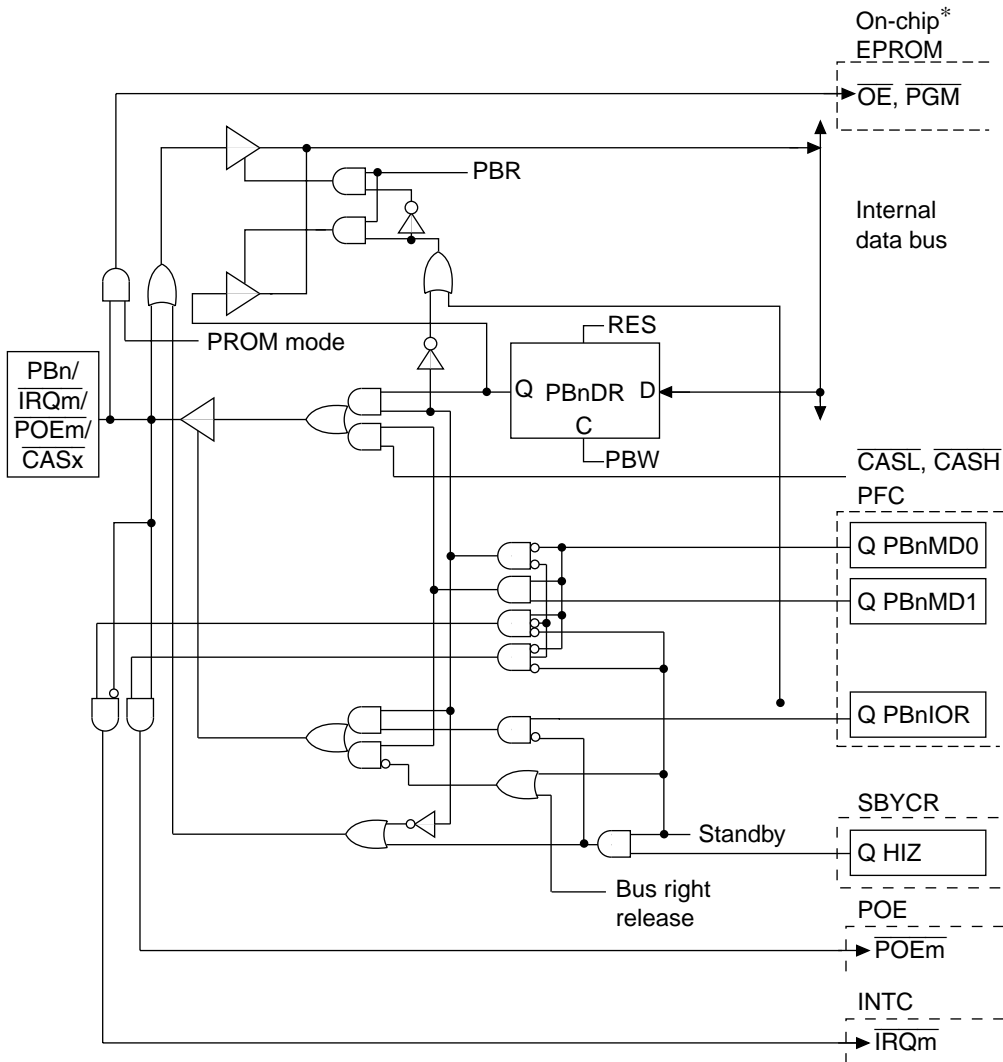 On-chip*
EPROM
OE, PGM
PBR
Internal
data bus
PROM mode
RES
PBn/
IRQm/
POEm/
CASx
Q PBnDR D
C
PBW
CASL, CASH
PFC
Q PBnMD0
Q PBnMD1
Q PBnIOR
SBYCR
Standby
Q HIZ
Bus right
release
POE
POEm
INTC
IRQm